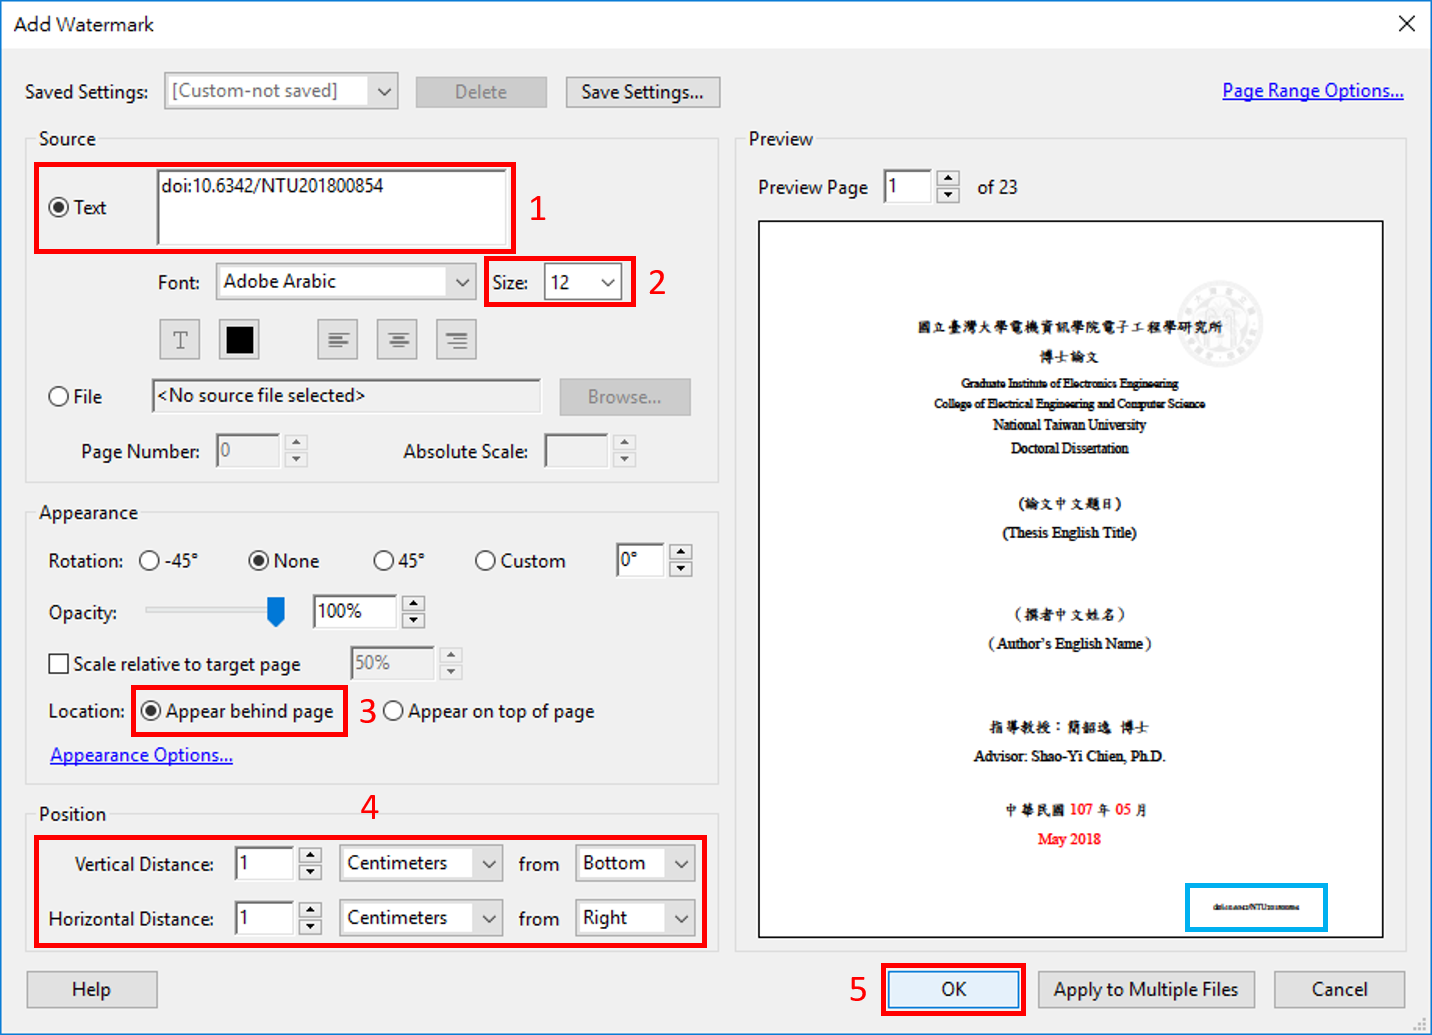 Add Watermark
Saved Settings: [Custom-not saved] Delete Save Settings... Page Range Options...
Source
Text doi:10.6342/NTU201800854 1
Font: Adobe Arabic Size: 12 2
T
File <No source file selected> Browse...
Page Number: 0 Absolute Scale:
Appearance
Rotation: -45° None 45° Custom 0°
Opacity: 100%
Scale relative to target page 50%
Location: Appear behind page 3 Appear on top of page
Appearance Options...
4
Position
Vertical Distance: 1 Centimeters from Bottom
Horizontal Distance: 1 Centimeters from Right
Preview
Preview Page 1 of 23
國立臺灣大學電機資訊學院電子工程學研究所
博士論文
Graduate Institute of Electronics Engineering
College of Electrical Engineering and Computer Science
National Taiwan University
Doctoral Dissertation
(論文中文題目)
(Thesis English Title)
(撰者中文姓名)
(Author's English Name)
指導教授：簡韶逸 博士
Advisor: Shao-Yi Chien, Ph.D.
中華民國 107 年 05 月
May 2018
doi:10.6342/NTU201800854
Help 5 OK Apply to Multiple Files Cancel